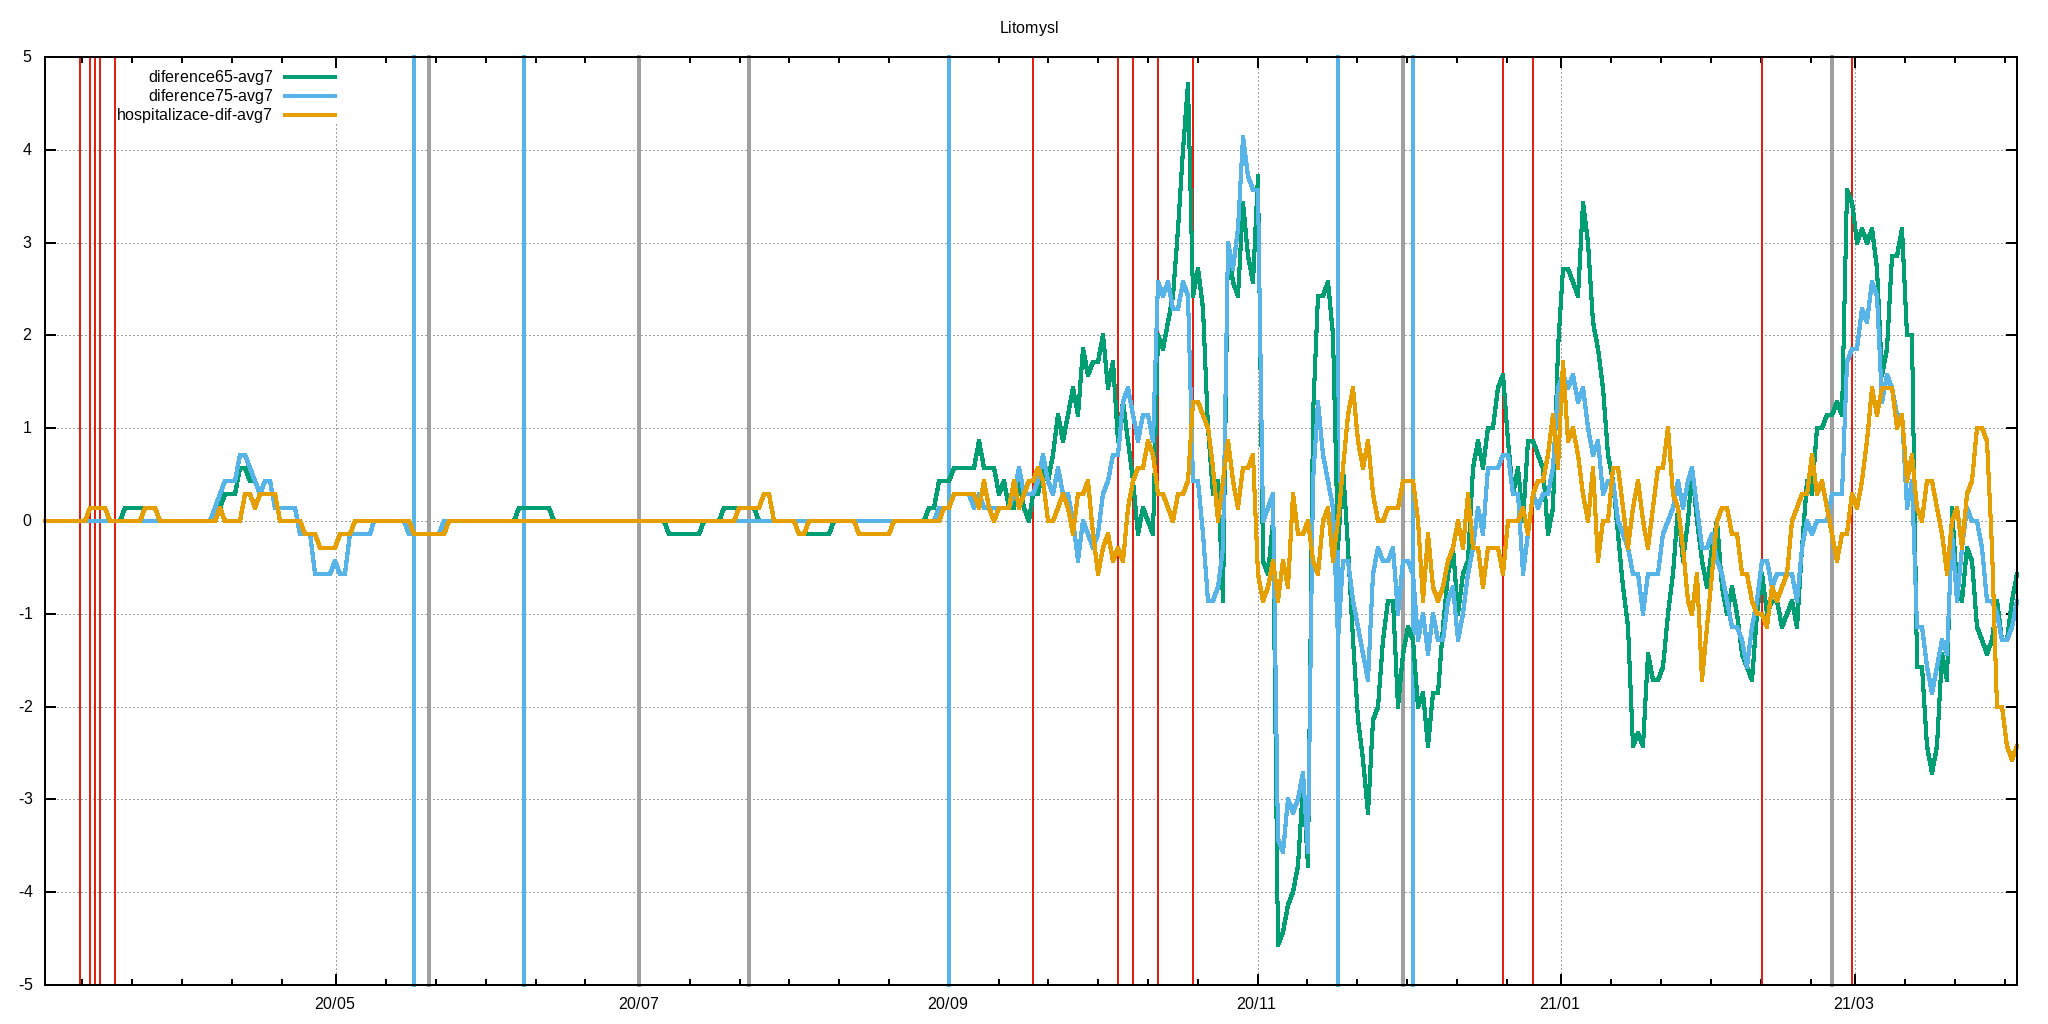 Litomysl
5
diference65-avg7
diference75-avg7
hospitalizace-dif-avg7
4
3
2
1
0
-1
-2
-3
-4
-5
20/05 20/07 20/09 20/11 21/01 21/03